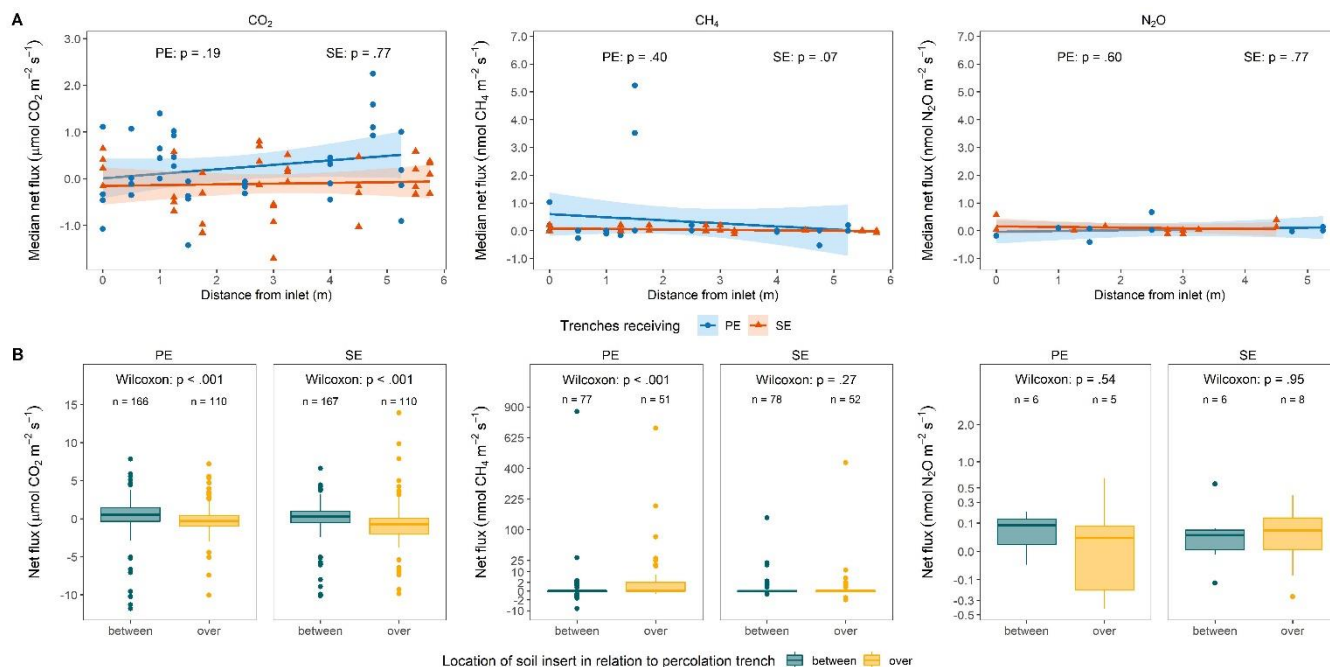 A
CO₂
CH₄
N₂O
Median net flux (μmol CO₂ m⁻² s⁻¹)
3.0
2.0
1.0
0.0
-1.0
PE: p = .19
SE: p = .77
0
1
2
3
4
5
6
Distance from inlet (m)
Median net flux (nmol CH₄ m⁻² s⁻¹)
7.0
6.0
5.0
4.0
3.0
2.0
1.0
0.0
-1.0
PE: p = .40
SE: p = .07
0
1
2
3
4
5
6
Distance from inlet (m)
Median net flux (nmol N₂O m⁻² s⁻¹)
7.0
6.0
5.0
4.0
3.0
2.0
1.0
0.0
-1.0
PE: p = .60
SE: p = .77
0
1
2
3
4
5
Distance from inlet (m)
Trenches receiving PE SE
B
PE
SE
Net flux (μmol CO₂ m⁻² s⁻¹)
15
10
5
0
-5
-10
Wilcoxon: p < .001
n = 166 n = 110
Wilcoxon: p < .001
n = 167 n = 110
between over
between over
PE
SE
Net flux (nmol CH₄ m⁻² s⁻¹)
900
625
400
225
100
25
10
2
0
-2
-10
Wilcoxon: p < .001
n = 77 n = 51
Wilcoxon: p = .27
n = 78 n = 52
between over
between over
PE
SE
Net flux (nmol N₂O m⁻² s⁻¹)
2.0
1.0
0.5
0.3
0.1
0.0
-0.1
-0.3
-0.5
Wilcoxon: p = .54
n = 6 n = 5
Wilcoxon: p = .95
n = 6 n = 8
between over
between over
Location of soil insert in relation to percolation trench between over